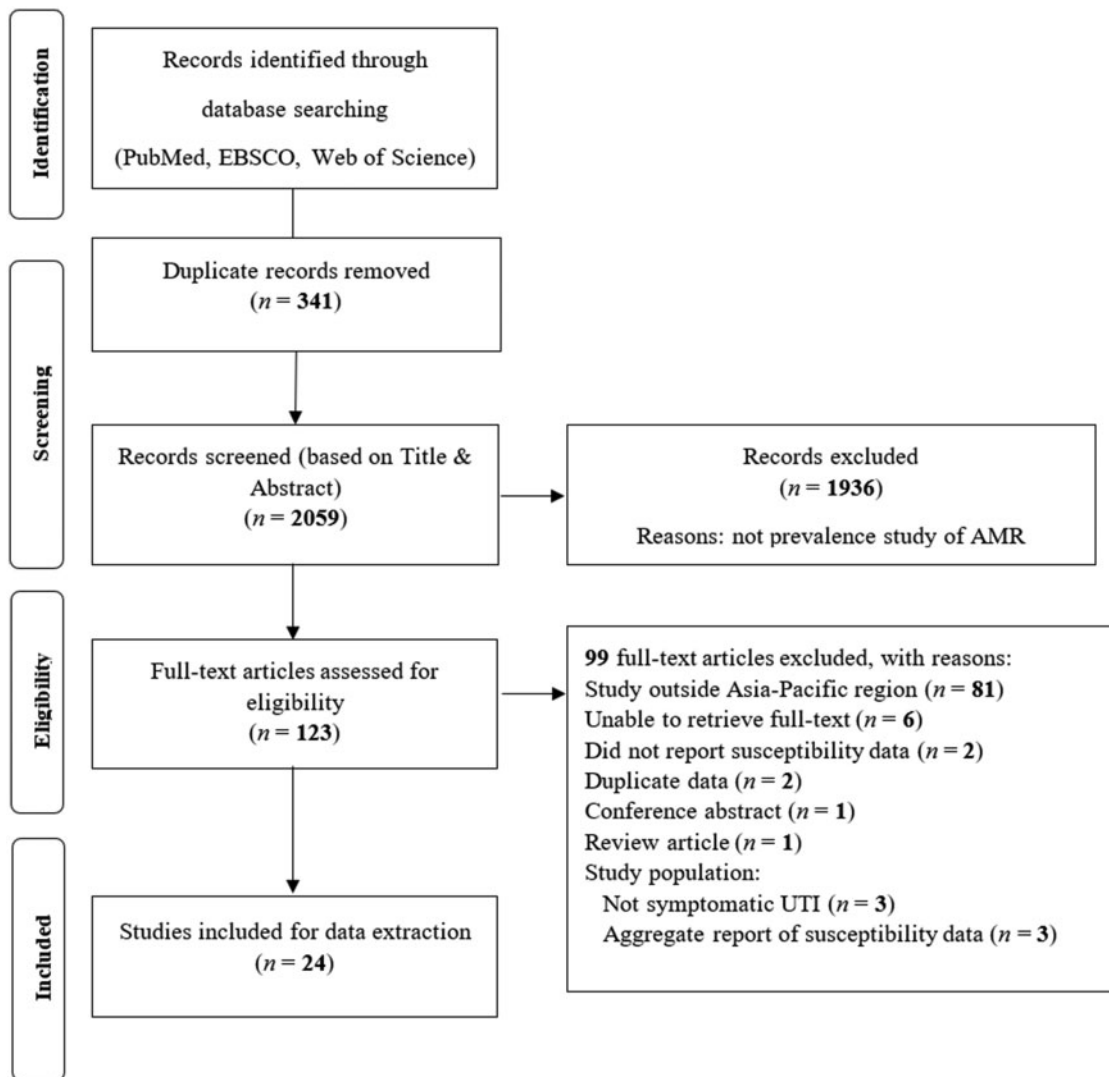 Identification
Records identified through
database searching
(PubMed, EBSCO, Web of Science)
Screening
Duplicate records removed
(n = 341)
Records screened (based on Title &
Abstract)
(n = 2059)
Records excluded
(n = 1936)
Reasons: not prevalence study of AMR
Eligibility
Full-text articles assessed for
eligibility
(n = 123)
99 full-text articles excluded, with reasons:
Study outside Asia-Pacific region (n = 81)
Unable to retrieve full-text (n = 6)
Did not report susceptibility data (n = 2)
Duplicate data (n = 2)
Conference abstract (n = 1)
Review article (n = 1)
Study population:
Not symptomatic UTI (n = 3)
Aggregate report of susceptibility data (n = 3)
Included
Studies included for data extraction
(n = 24)